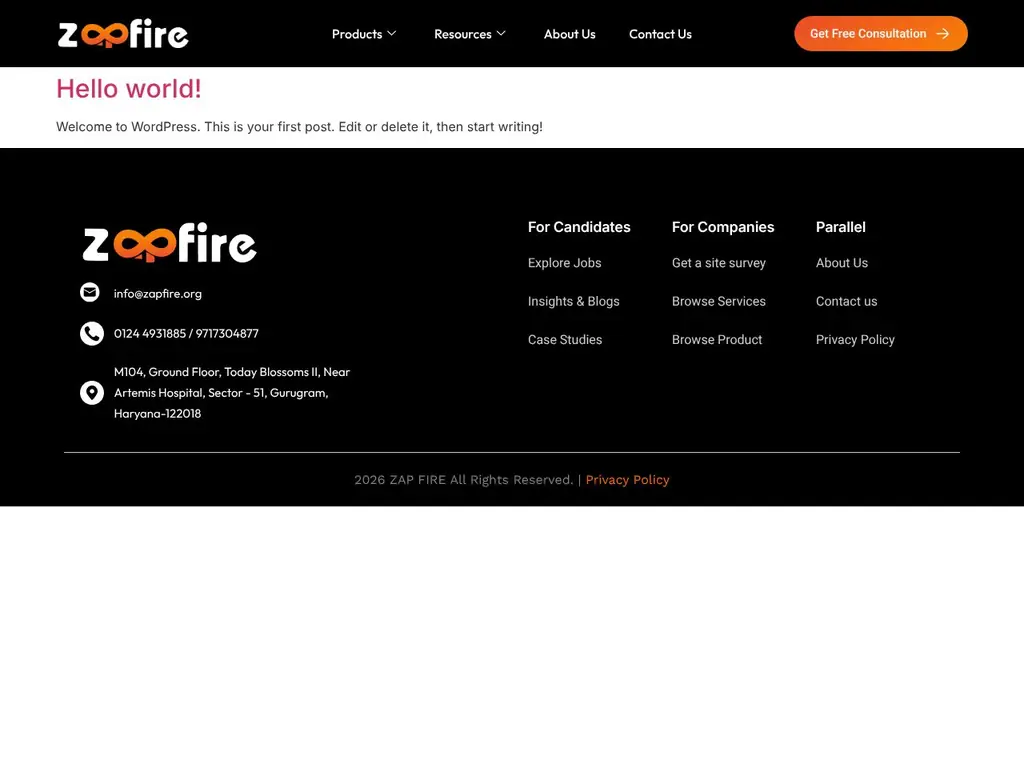 zapfire
Products
Resources
About Us
Contact Us
Get Free Consultation
Hello world!
Welcome to WordPress. This is your first post. Edit or delete it, then start writing!
zapfire
info@zapfire.org
0124 4931885 / 9717304877
M104, Ground Floor, Today Blossoms II, Near
Artemis Hospital, Sector - 51, Gurugram,
Haryana-122018
For Candidates
Explore Jobs
Insights & Blogs
Case Studies
For Companies
Get a site survey
Browse Services
Browse Product
Parallel
About Us
Contact us
Privacy Policy
2026 ZAP FIRE All Rights Reserved. | Privacy Policy